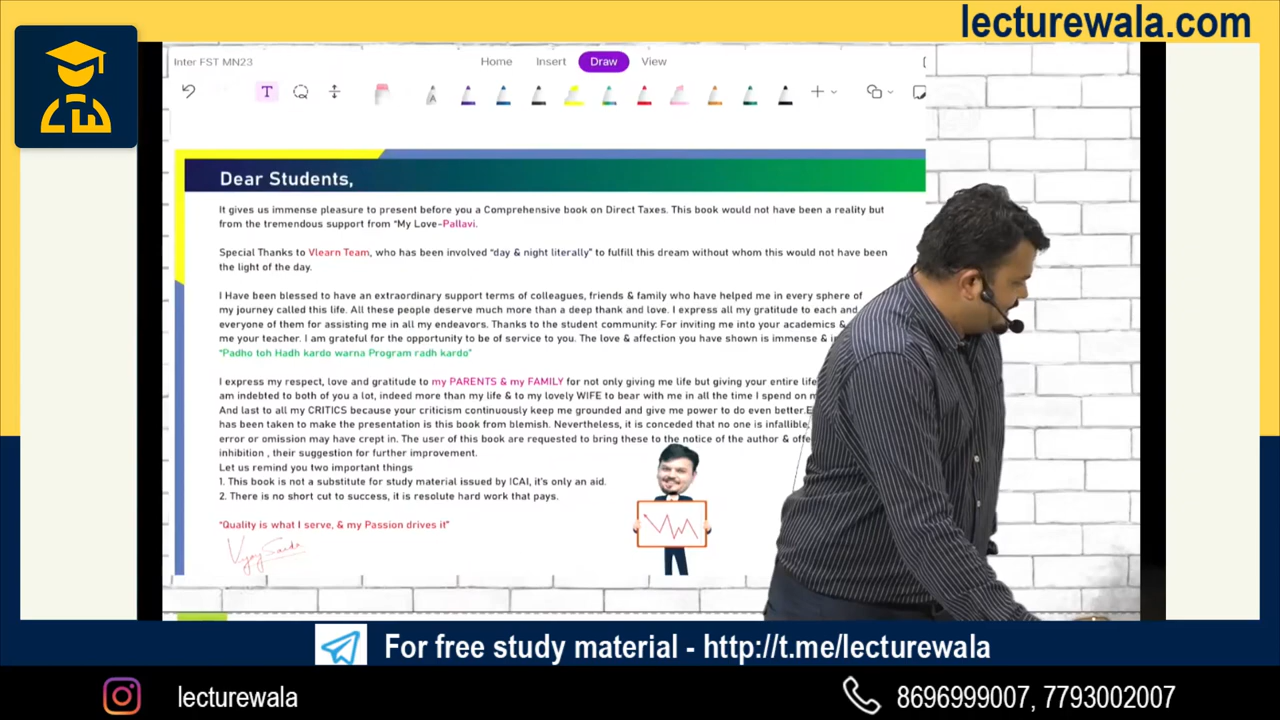 lecturewala.com
Inter FST MN23
Home Insert Draw View
Dear Students,
It gives us immense pleasure to present before you a Comprehensive book on Direct Taxes. This book would not have been a reality but
from the tremendous support from “My Love-Pallavi.
Special Thanks to Vlearn Team, who has been involved “day & night literally” to fulfill this dream without whom this would not have been
the light of the day.
I Have been blessed to have an extraordinary support terms of colleagues, friends & family who have helped me in every sphere of
my journey called this life. All these people deserve much more than a deep thank and love. I express all my gratitude to each and
everyone of them for assisting me in all my endeavors. Thanks to the student community: For inviting me into your academics &
me your teacher. I am grateful for the opportunity to be of service to you. The love & affection you have shown is immense &
“Padho toh Hadh kardo warna Program radh kardo”
I express my respect, love and gratitude to my PARENTS & my FAMILY for not only giving me life but giving your entire life
am indebted to both of you a lot, indeed more than my life & to my lovely WIFE to bear with me in all the time I spend on
And last to all my CRITICS because your criticism continuously keep me grounded and give me power to do even better.
has been taken to make the presentation is this book from blemish. Nevertheless, it is conceded that no one is infallible,
error or omission may have crept in. The user of this book are requested to bring these to the notice of the author &
inhibition , their suggestion for further improvement.
Let us remind you two important things
1. This book is not a substitute for study material issued by ICAI, it's only an aid.
2. There is no short cut to success, it is resolute hard work that pays.
“Quality is what I serve, & my Passion drives it”
Vijay Sarda
For free study material - http://t.me/lecturewala
lecturewala
8696999007, 7793002007